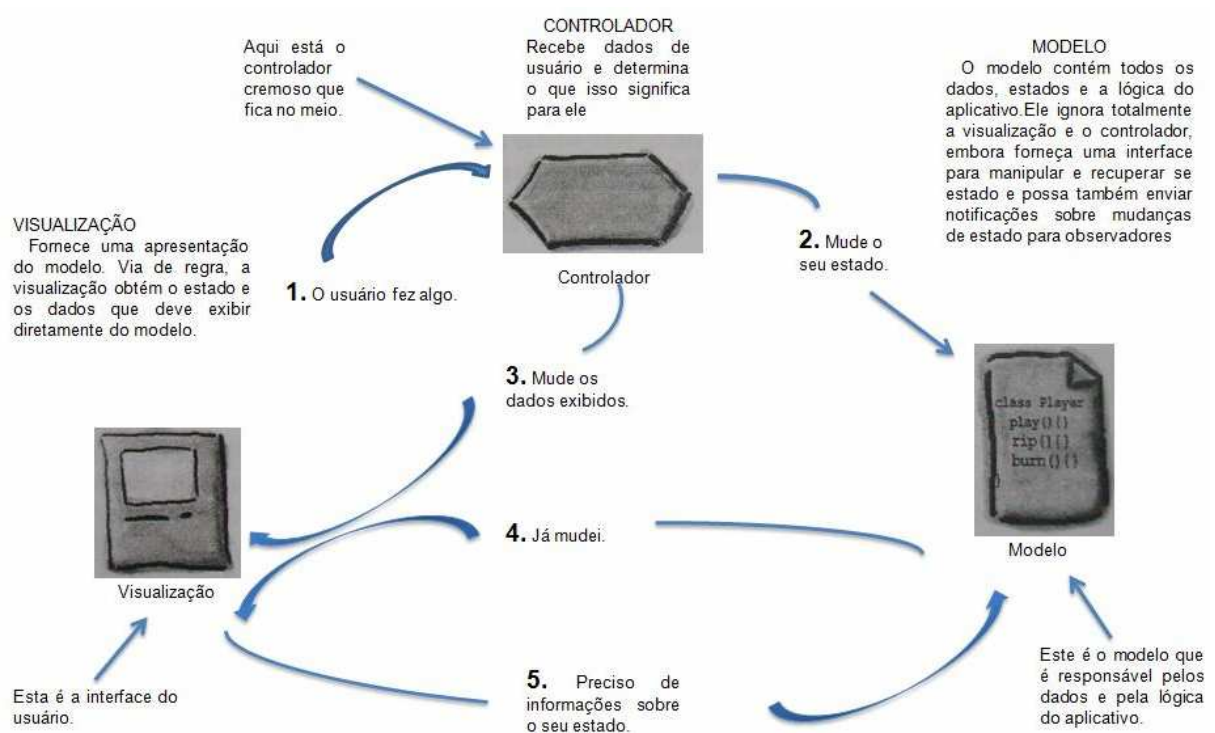 Aqui está o
controlador
cremoso que
fica no meio.
CONTROLADOR
Recebe dados de
usuário e determina
o que isso significa
para ele
MODELO
O modelo contém todos os
dados, estados e a lógica do
aplicativo.Ele ignora totalmente
a visualização e o controlador,
embora forneça uma interface
para manipular e recuperar se
estado e possa também enviar
notificações sobre mudanças
de estado para observadores
VISUALIZAÇÃO
Fornece uma apresentação
do modelo. Via de regra, a
visualização obtém o estado e
os dados que deve exibir
diretamente do modelo.
1. O usuário fez algo.
Controlador
2. Mude o
seu estado.
3. Mude os
dados exibidos.
class Player
play(){}
rip(){}
burn(){}
}
4. Já mudei.
Modelo
Visualização
Esta é a interface do
usuário.
5. Preciso de
informações sobre
o seu estado.
Este é o modelo que
é responsável pelos
dados e pela lógica
do aplicativo.